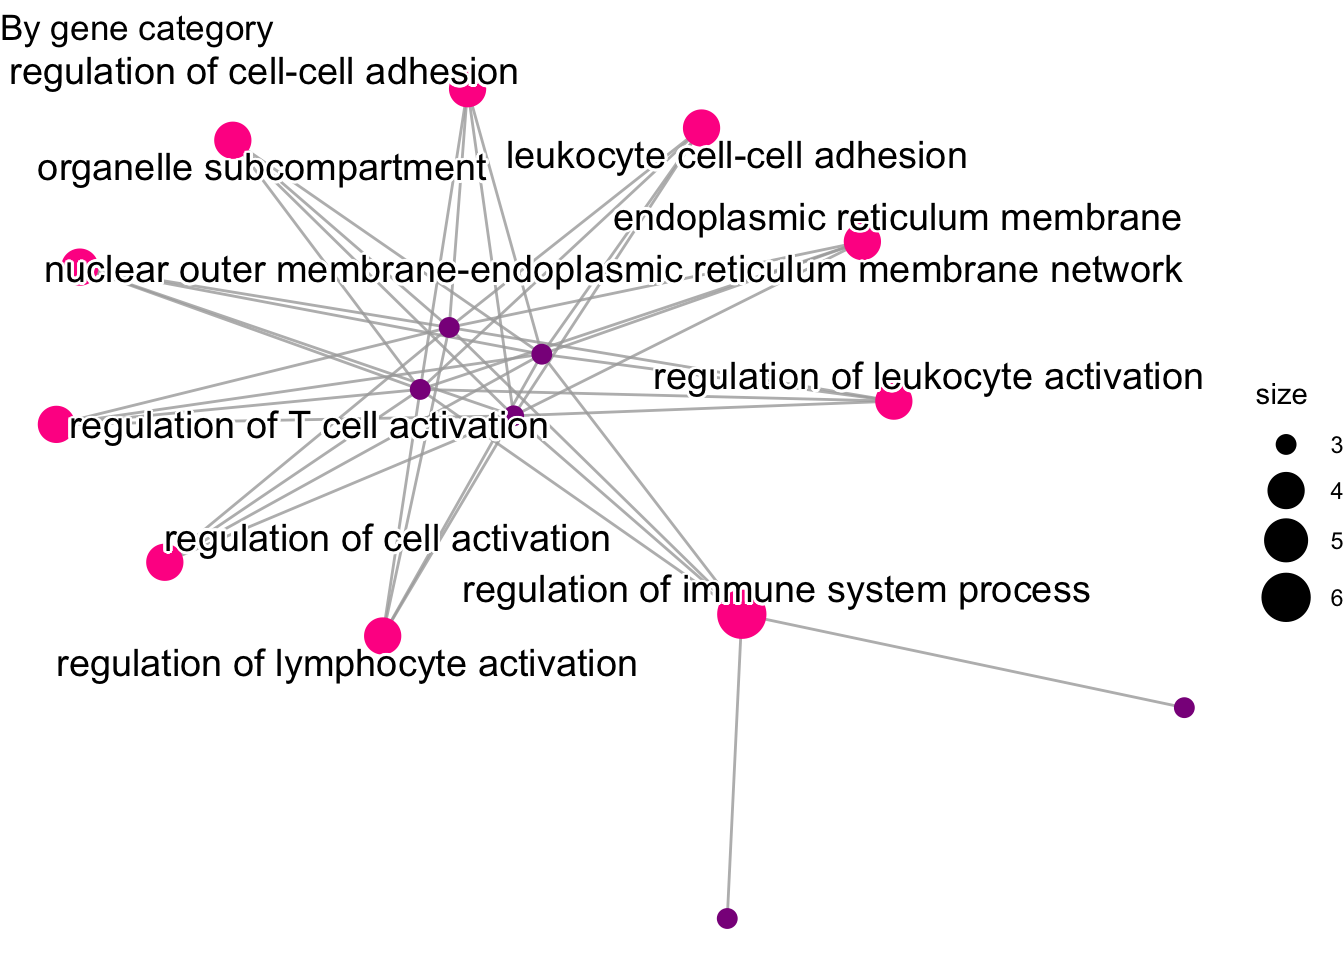 By gene category
regulation of cell-cell adhesion
organelle subcompartment
leukocyte cell-cell adhesion
endoplasmic reticulum membrane
nuclear outer membrane-endoplasmic reticulum membrane network
regulation of leukocyte activation
regulation of T cell activation
regulation of cell activation
regulation of immune system process
regulation of lymphocyte activation
size
3
4
5
6